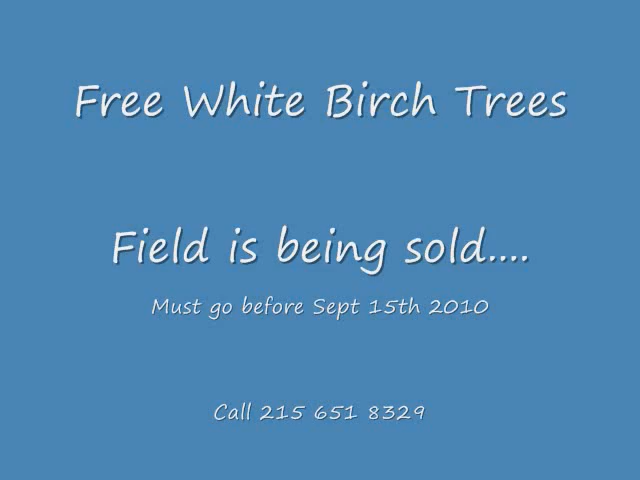 Free White Birch Trees
Field is being sold....
Must go before Sept 15th 2010
Call 215 651 8329